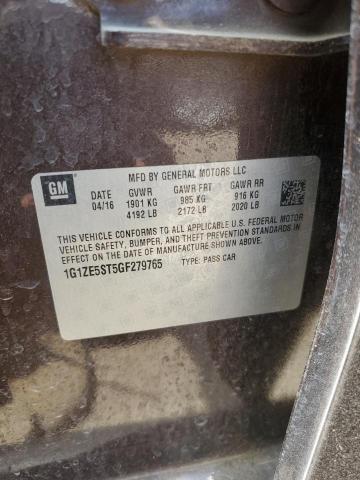 GM
MFD BY GENERAL MOTORS LLC
DATE GVWR GAWR FRT GAWR RR
04/16 1901 KG 985 KG 916 KG
4192 LB 2172 LB 2020 LB
THIS VEHICLE CONFORMS TO ALL APPLICABLE U.S. FEDERAL MOTOR
VEHICLE SAFETY, BUMPER, AND THEFT PREVENTION STANDARDS IN
EFFECT ON THE DATE OF MANUFACTURE SHOWN ABOVE.
1G1ZE5ST5GF279765 TYPE: PASS CAR